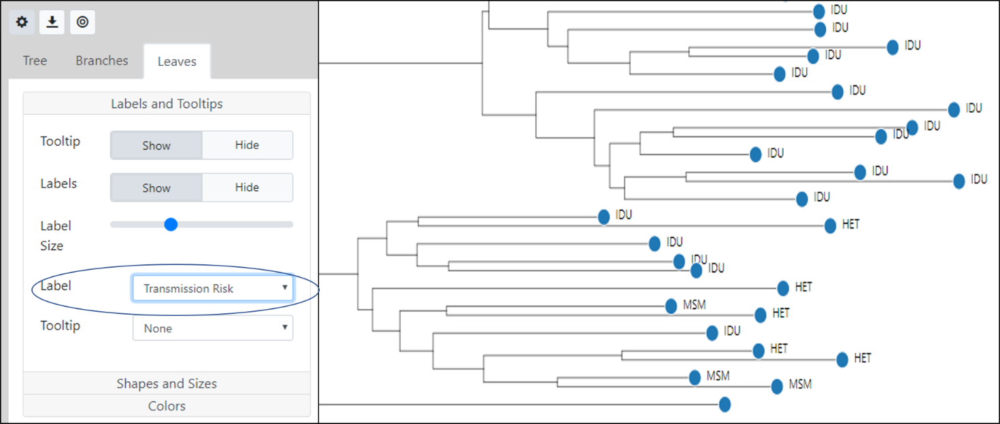 Tree Branches Leaves
Labels and Tooltips
Tooltip Show Hide
Labels Show Hide
Label
Size
Label Transmission Risk
Tooltip None
Shapes and Sizes
Colors
IDU
IDU
IDU
IDU
IDU
IDU
IDU
IDU
IDU
IDU
IDU
IDU
IDU
IDU
HET
IDU
IDU
IDU
HET
MSM
HET
IDU
HET
HET
MSM
MSM